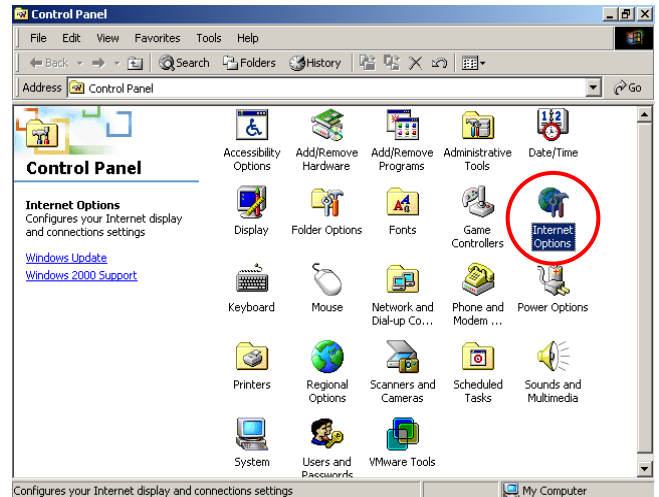 Control Panel
File Edit View Favorites Tools Help
Back Search Folders History
Address Control Panel Go
Control Panel
Internet Options
Configures your Internet display
and connections settings
Windows Update
Windows 2000 Support
Accessibility
Options
Add/Remove
Hardware
Add/Remove
Programs
Administrative
Tools
Date/Time
Display
Folder Options
Fonts
Game
Controllers
Internet
Options
Keyboard
Mouse
Network and
Dial-up Co...
Phone and
Modem ...
Power Options
Printers
Regional
Options
Scanners and
Cameras
Scheduled
Tasks
Sounds and
Multimedia
System
Users and
Passwords
VMware Tools
Configures your Internet display and connections settings
My Computer